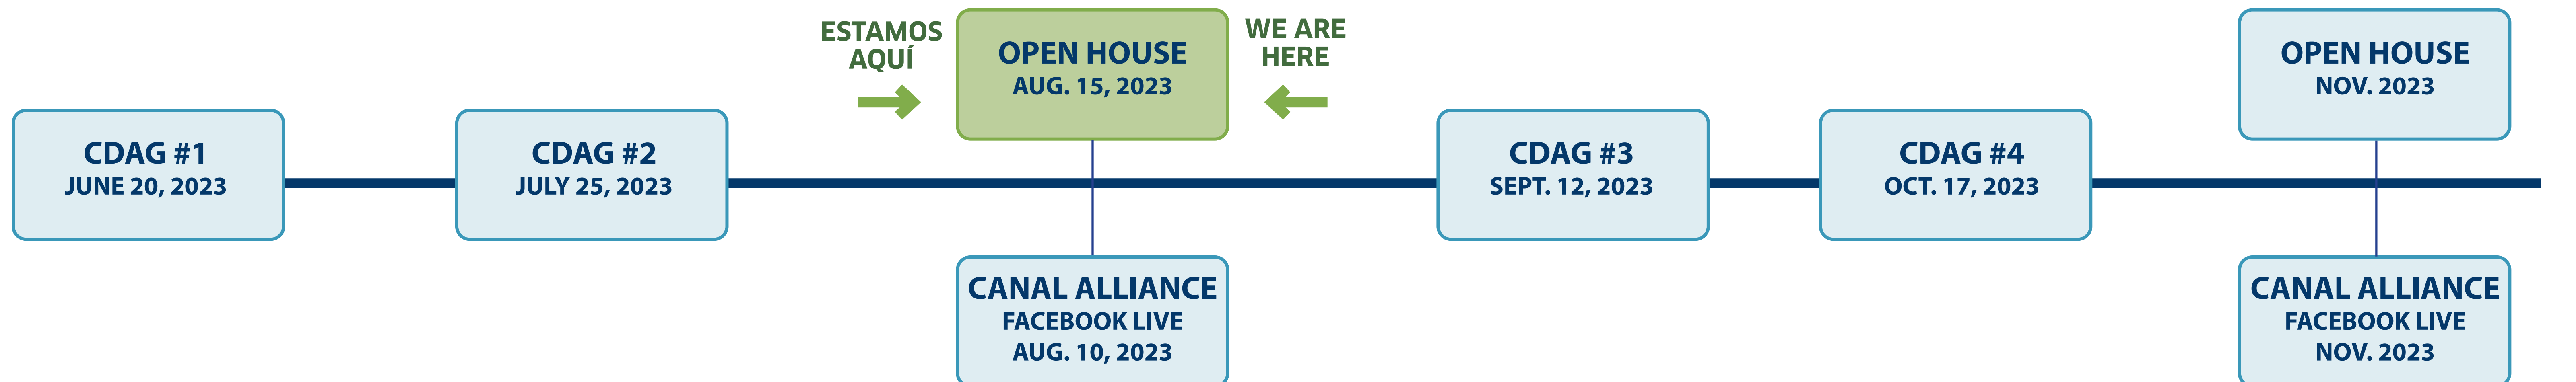 CDAG #1
JUNE 20, 2023
CDAG #2
JULY 25, 2023
ESTAMOS
AQUÍ
OPEN HOUSE
AUG. 15, 2023
WE ARE
HERE
CANAL ALLIANCE
FACEBOOK LIVE
AUG. 10, 2023
CDAG #3
SEPT. 12, 2023
CDAG #4
OCT. 17, 2023
OPEN HOUSE
NOV. 2023
CANAL ALLIANCE
FACEBOOK LIVE
NOV. 2023